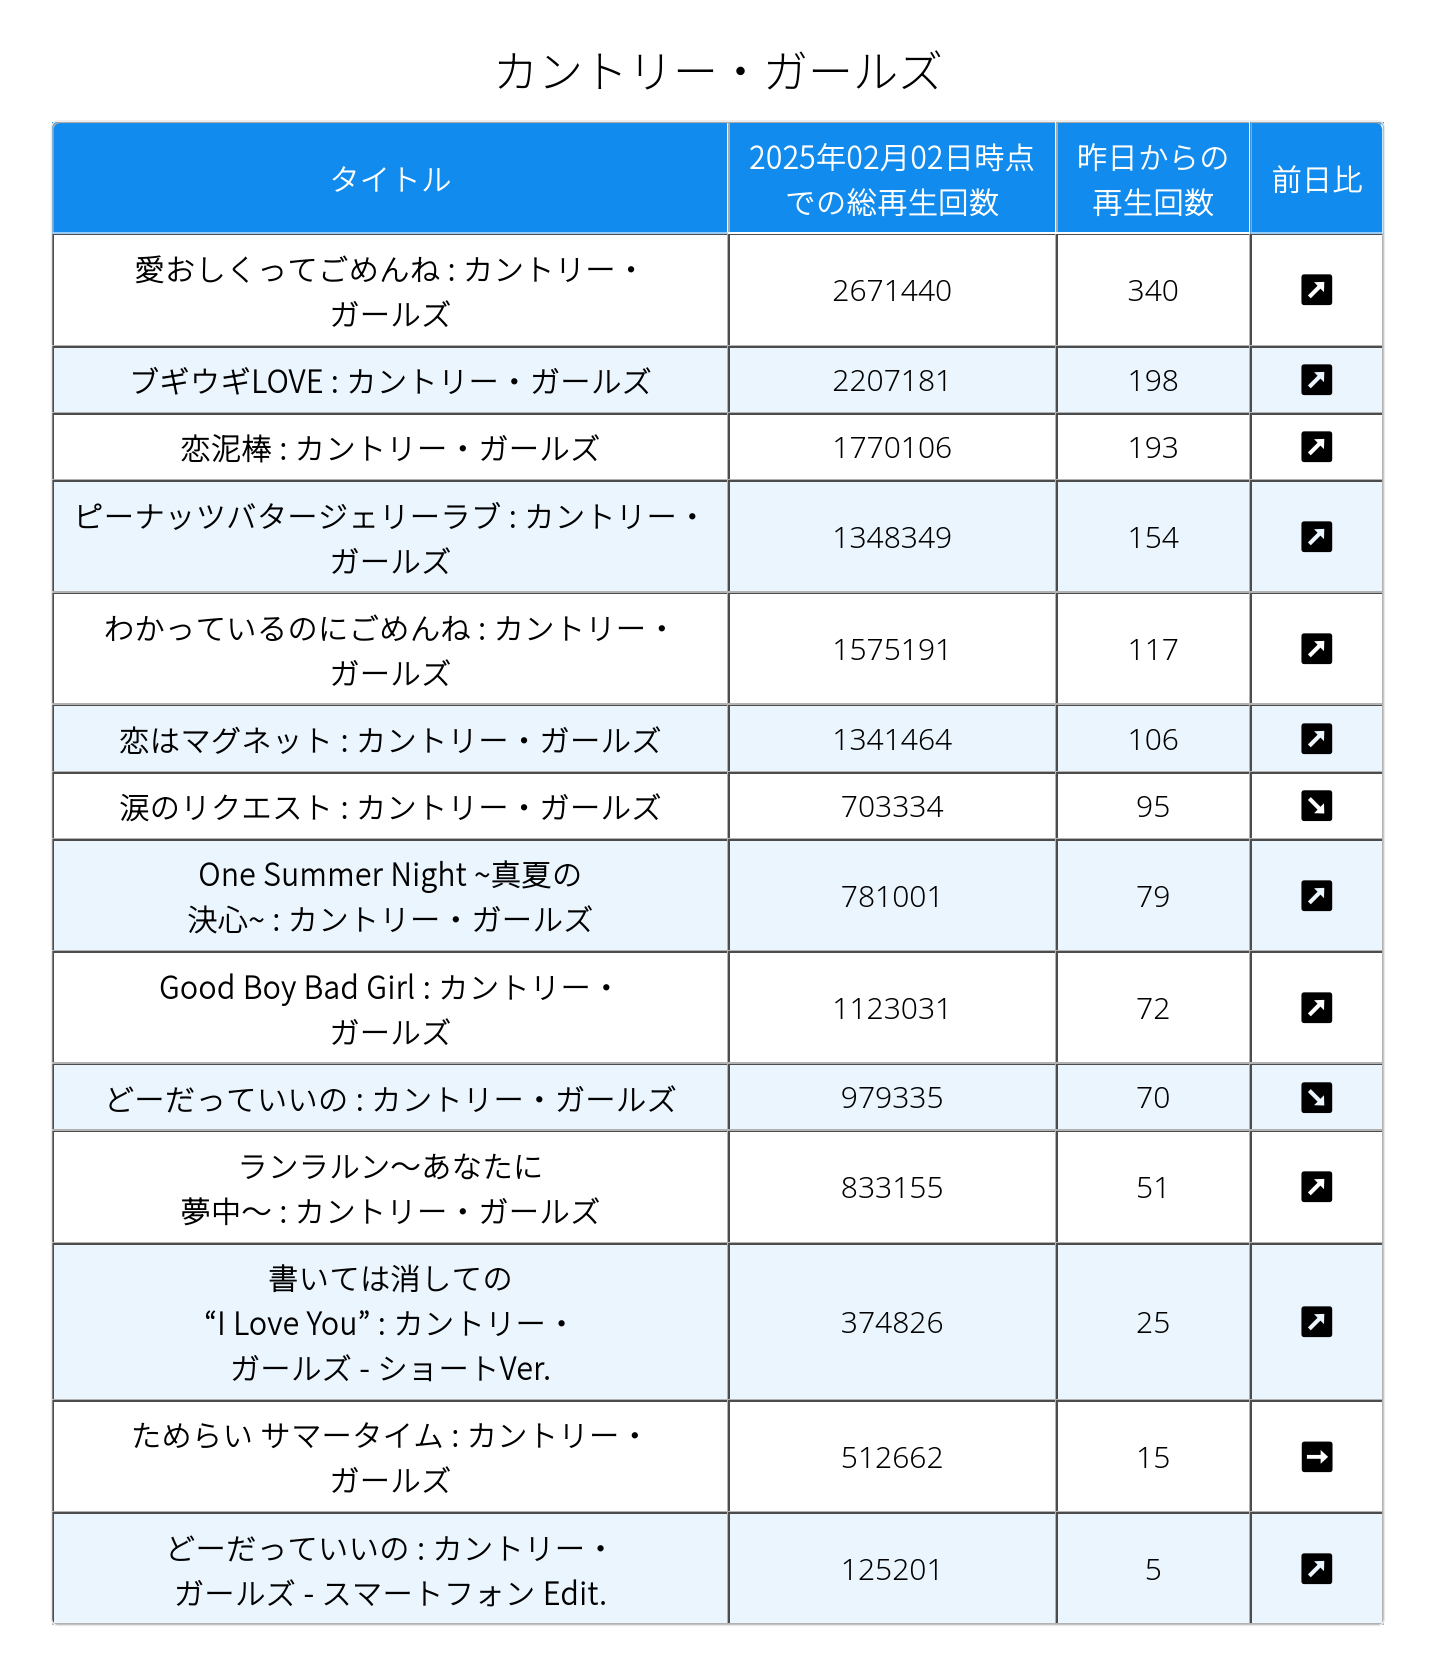 カントリー・ガールズ
タイトル
2025年02月02日時点
での総再生回数
昨日からの
再生回数
前日比
愛おしくってごめんね : カントリー・
ガールズ
2671440
340
ブギウギLOVE : カントリー・ガールズ
2207181
198
恋泥棒 : カントリー・ガールズ
1770106
193
ピーナッツバタージェリーラブ : カントリー・
ガールズ
1348349
154
わかっているのにごめんね : カントリー・
ガールズ
1575191
117
恋はマグネット : カントリー・ガールズ
1341464
106
涙のリクエスト : カントリー・ガールズ
703334
95
One Summer Night ~真夏の
決心~ : カントリー・ガールズ
781001
79
Good Boy Bad Girl : カントリー・
ガールズ
1123031
72
どーだっていいの : カントリー・ガールズ
979335
70
ランラルン～あなたに
夢中～ : カントリー・ガールズ
833155
51
書いては消しての
“I Love You” : カントリー・
ガールズ - ショートVer.
374826
25
ためらい サマータイム : カントリー・
ガールズ
512662
15
どーだっていいの : カントリー・
ガールズ - スマートフォン Edit.
125201
5